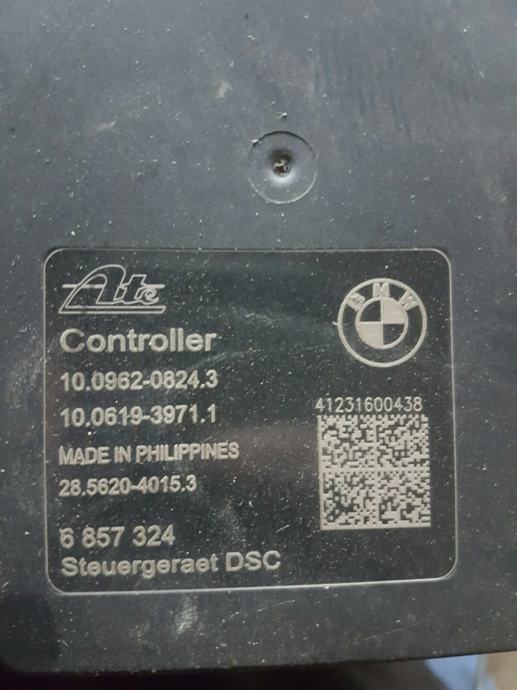 Ate
BMW
Controller
10.0962-0824.3
41231600438
10.0619-3971.1
MADE IN PHILIPPINES
28.5620-4015.3
6 857 324
Steuergeraet DSC